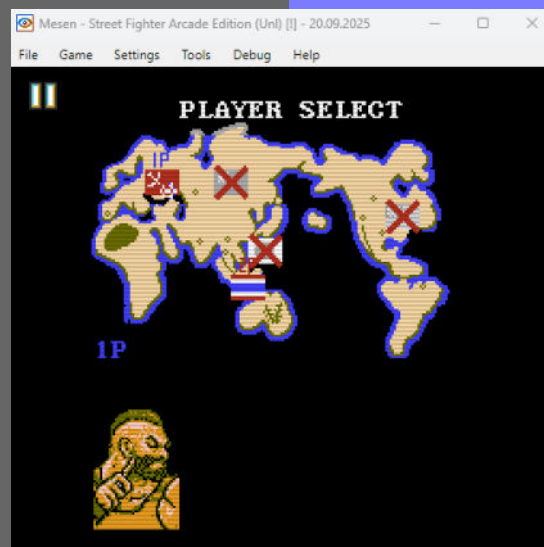 Mesen - Street Fighter Arcade Edition (Unl) [!] - 20.09.2025
File Game Settings Tools Debug Help
PLAYER SELECT
1P
1P